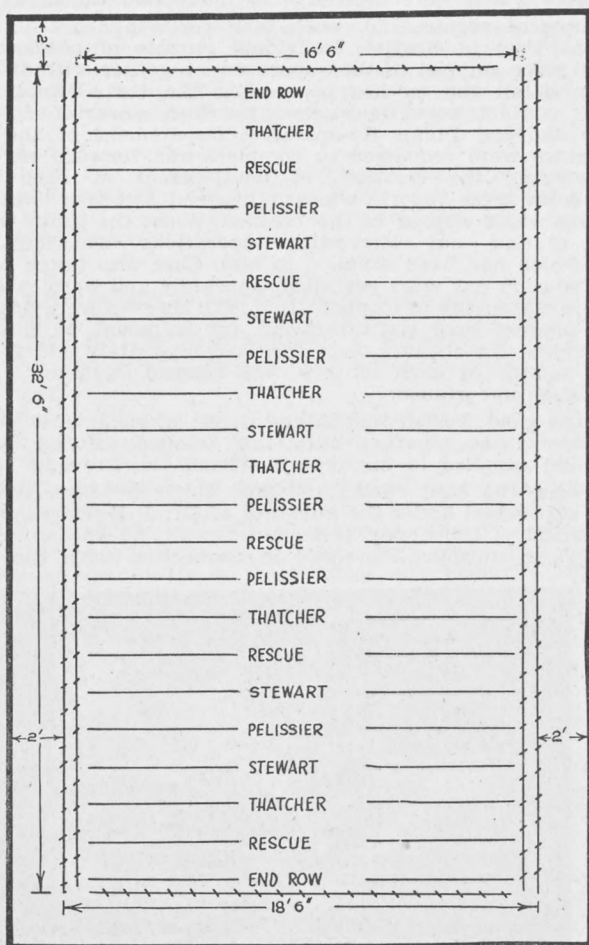 2'
16' 6"
END ROW
THATCHER
RESCUE
PELISSIER
STEWART
RESCUE
STEWART
PELISSIER
THATCHER
32' 6"
STEWART
THATCHER
PELISSIER
RESCUE
PELISSIER
THATCHER
RESCUE
STEWART
PELISSIER
2'
2'
STEWART
THATCHER
RESCUE
END ROW
18' 6"